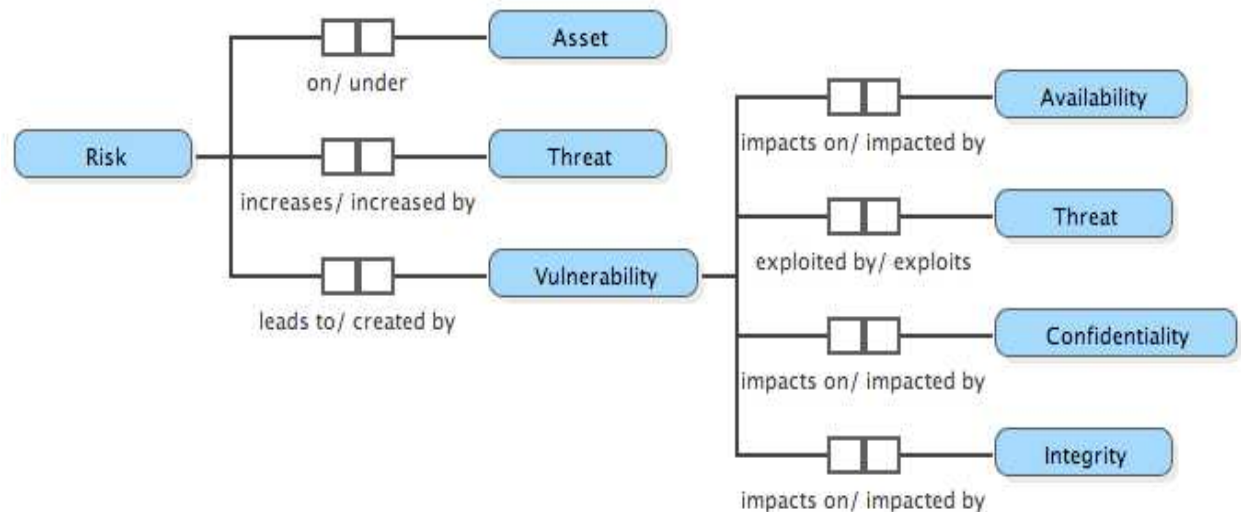 Asset
on/ under
Availability
impacts on/ impacted by
Risk
Threat
increases/ increased by
Threat
exploited by/ exploits
Vulnerability
leads to/ created by
Confidentiality
impacts on/ impacted by
Integrity
impacts on/ impacted by